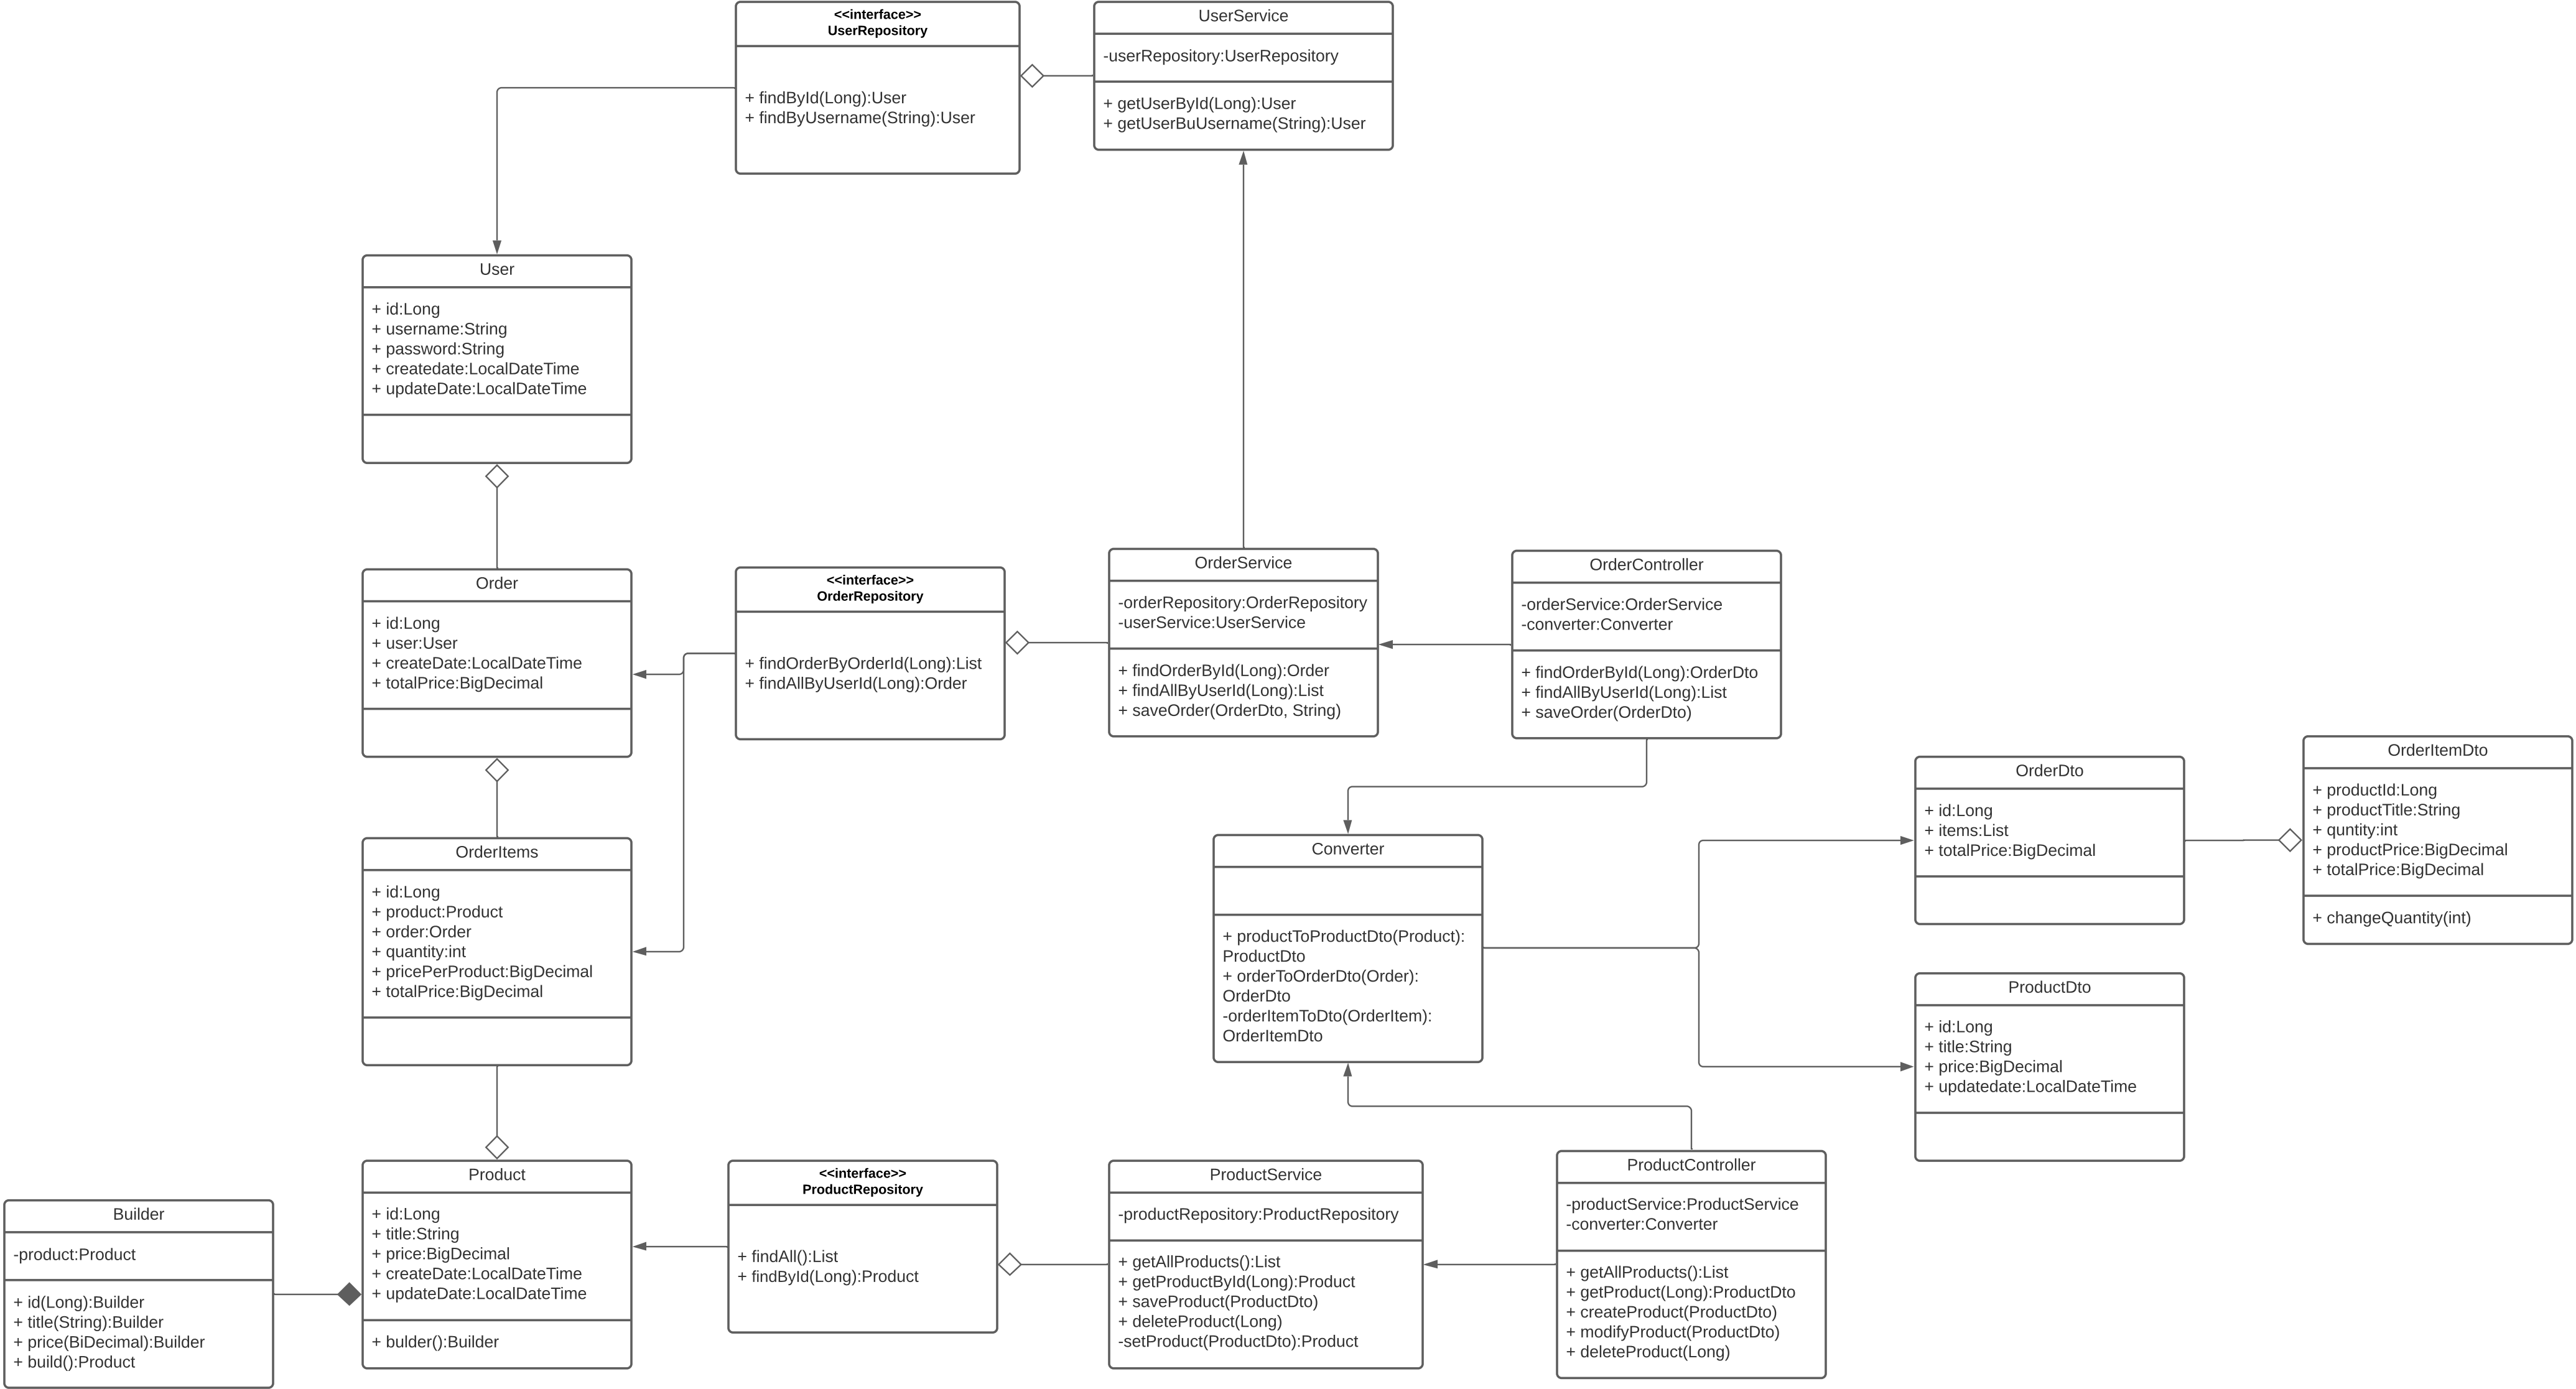 <<interface>>
UserRepository
+ findById(Long):User
+ findByUsername(String):User
UserService
-userRepository:UserRepository
+ getUserById(Long):User
+ getUserBuUsername(String):User
User
+ id:Long
+ username:String
+ password:String
+ createdate:LocalDateTime
+ updateDate:LocalDateTime
Order
+ id:Long
+ user:User
+ createDate:LocalDateTime
+ totalPrice:BigDecimal
<<interface>>
OrderRepository
+ findOrderByOrderId(Long):List
+ findAllByUserId(Long):Order
OrderService
-orderRepository:OrderRepository
-userService:UserService
+ findOrderById(Long):Order
+ findAllByUserId(Long):List
+ saveOrder(OrderDto, String)
OrderController
-orderService:OrderService
-converter:Converter
+ findOrderById(Long):OrderDto
+ findAllByUserId(Long):List
+ saveOrder(OrderDto)
OrderItems
+ id:Long
+ product:Product
+ order:Order
+ quantity:int
+ pricePerProduct:BigDecimal
+ totalPrice:BigDecimal
Converter
+ productToProductDto(Product):
ProductDto
+ orderToOrderDto(Order):
OrderDto
-orderItemToDto(OrderItem):
OrderItemDto
OrderDto
+ id:Long
+ items:List
+ totalPrice:BigDecimal
OrderItemDto
+ productId:Long
+ productTitle:String
+ quntity:int
+ productPrice:BigDecimal
+ totalPrice:BigDecimal
+ changeQuantity(int)
ProductDto
+ id:Long
+ title:String
+ price:BigDecimal
+ updatedate:LocalDateTime
Builder
-product:Product
+ id(Long):Builder
+ title(String):Builder
+ price(BiDecimal):Builder
+ build():Product
Product
+ id:Long
+ title:String
+ price:BigDecimal
+ createDate:LocalDateTime
+ updateDate:LocalDateTime
+ bulder():Builder
<<interface>>
ProductRepository
+ findAll():List
+ findById(Long):Product
ProductService
-productRepository:ProductRepository
+ getAllProducts():List
+ getProductById(Long):Product
+ saveProduct(ProductDto)
+ deleteProduct(Long)
-setProduct(ProductDto):Product
ProductController
-productService:ProductService
-converter:Converter
+ getAllProducts():List
+ getProduct(Long):ProductDto
+ createProduct(ProductDto)
+ modifyProduct(ProductDto)
+ deleteProduct(Long)